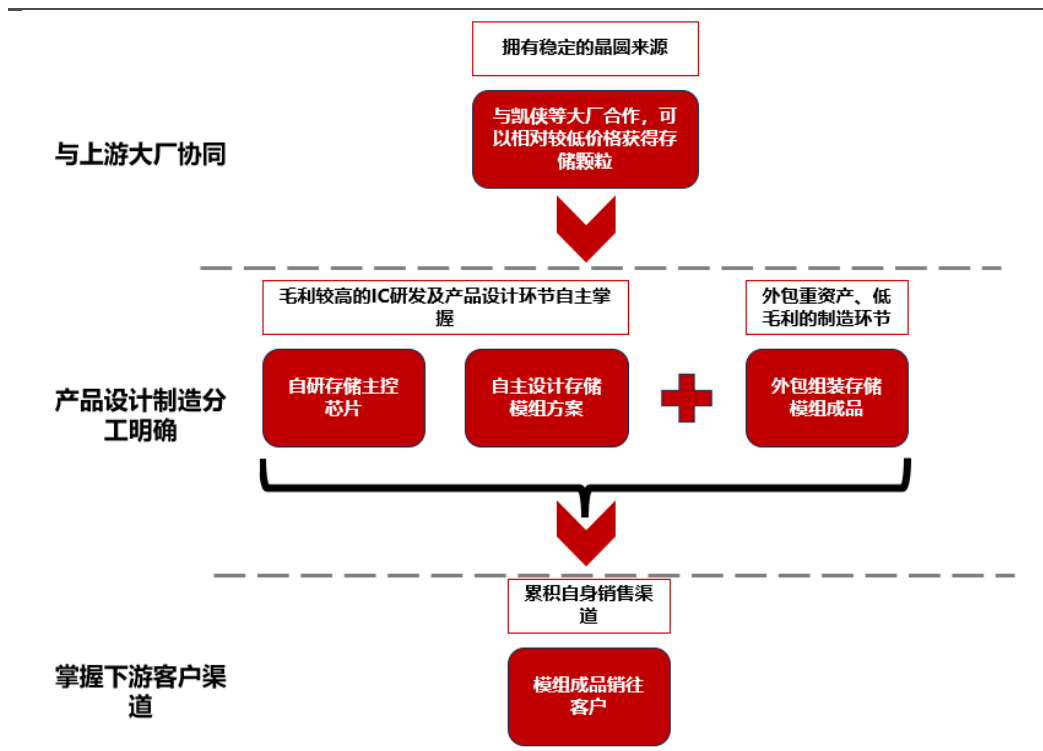 拥有稳定的晶圆来源
与凯侠等大厂合作，可
以相对较低价格获得存
储颗粒
与上游大厂协同
毛利较高的IC研发及产品设计环节自主掌
握
外包重资产、低
毛利的制造环节
自研存储主控
芯片
自主设计存储
模组方案
外包组装存储
模组成品
产品设计制造分
工明确
累积自身销售渠
道
模组成品销往
客户
掌握下游客户渠
道